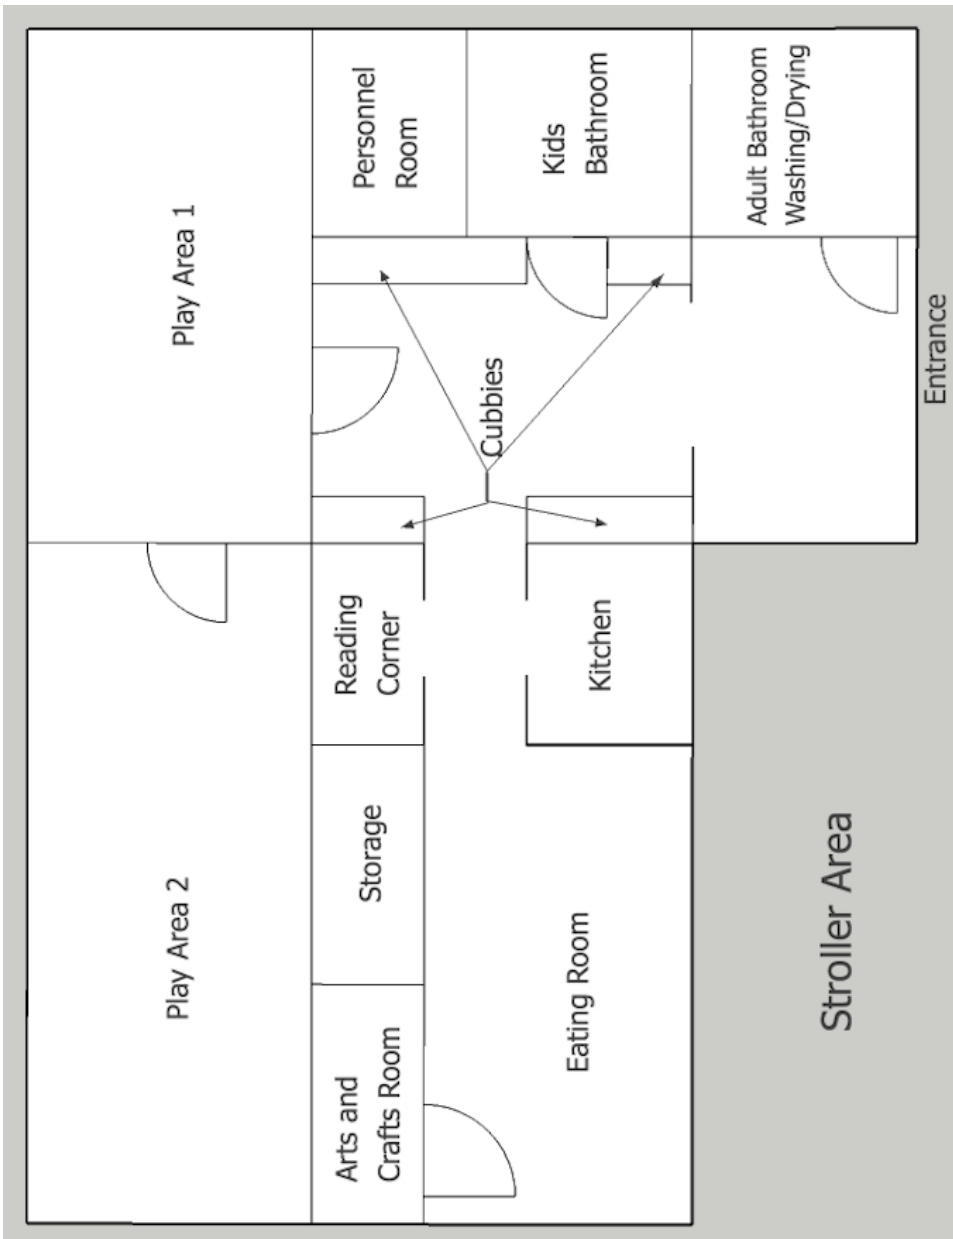 Play Area 1
Personnel
Room
Kids
Bathroom
Adult Bathroom
Washing/Drying
Cubbies
Entrance
Play Area 2
Reading
Corner
Kitchen
Storage
Arts and
Crafts Room
Eating Room
Stroller Area